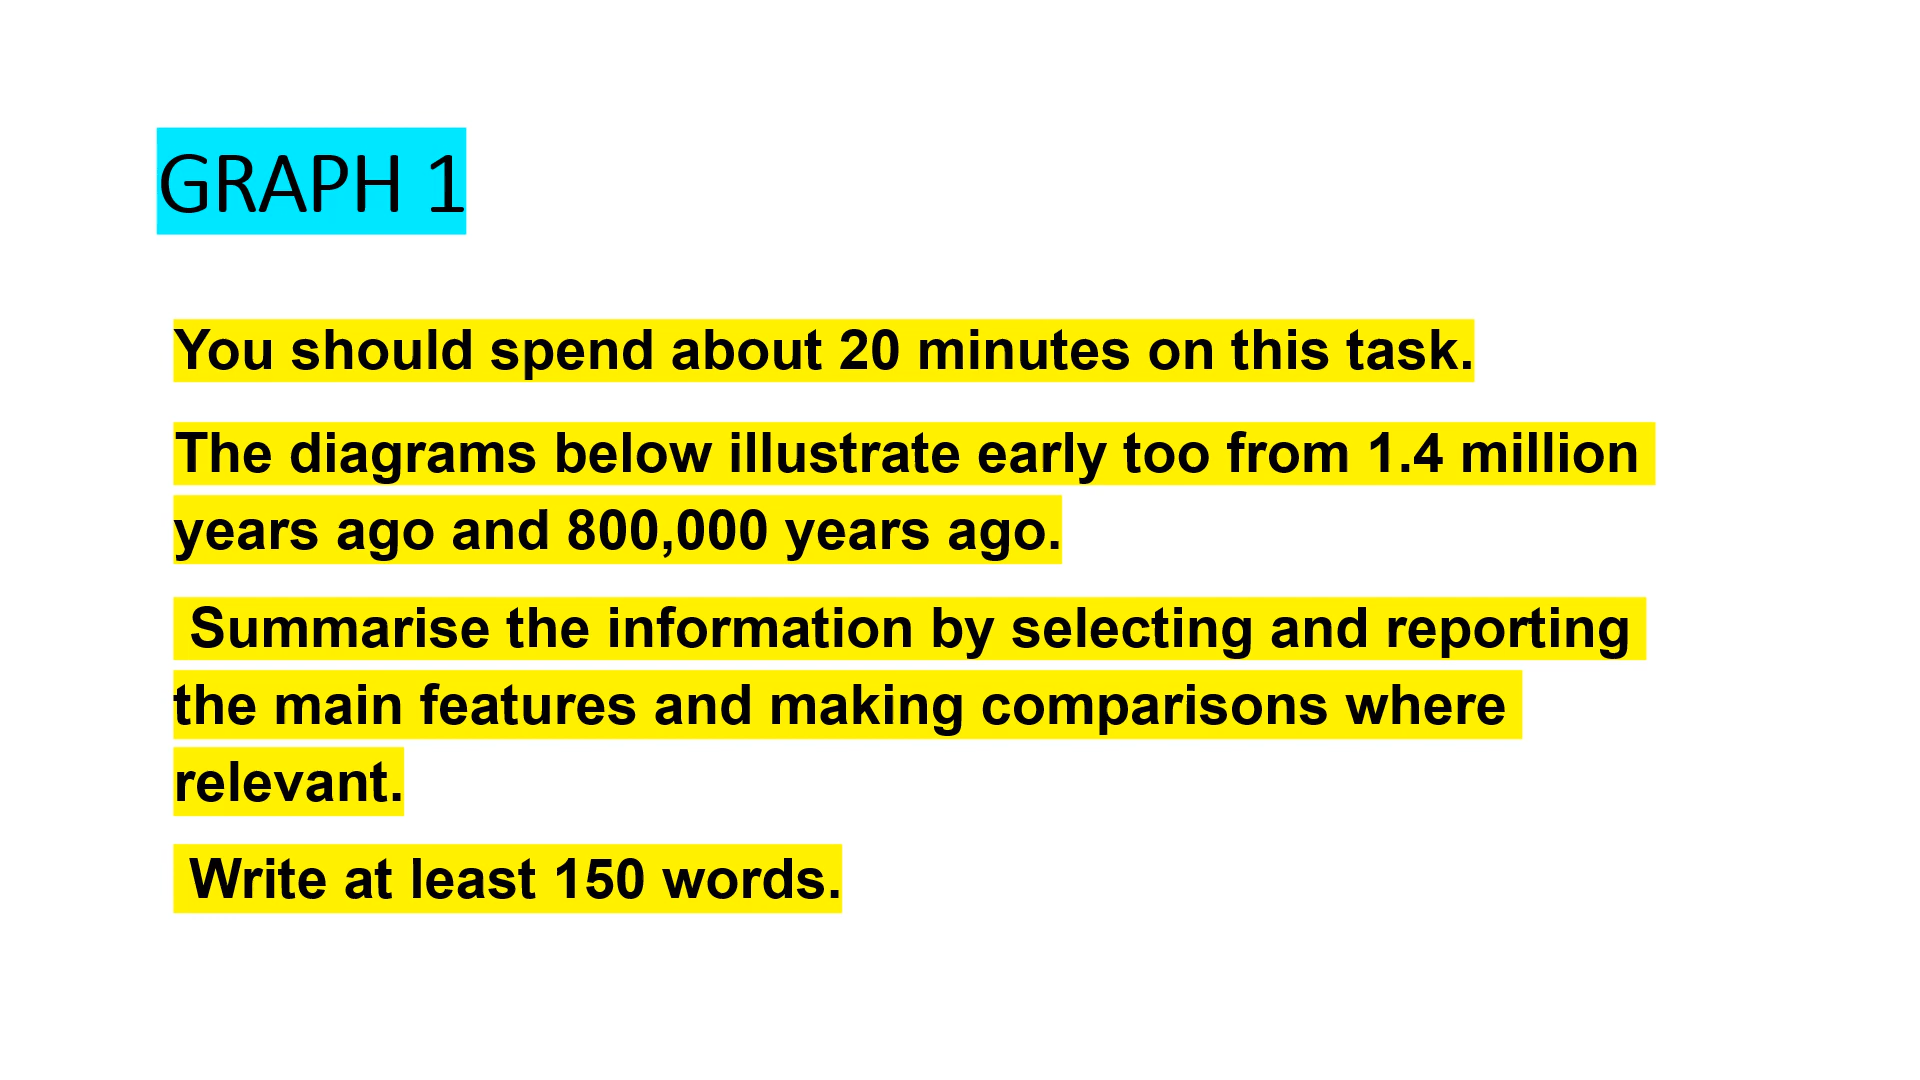 GRAPH 1
You should spend about 20 minutes on this task.
The diagrams below illustrate early too from 1.4 million
years ago and 800,000 years ago.
Summarise the information by selecting and reporting
the main features and making comparisons where
relevant.
Write at least 150 words.